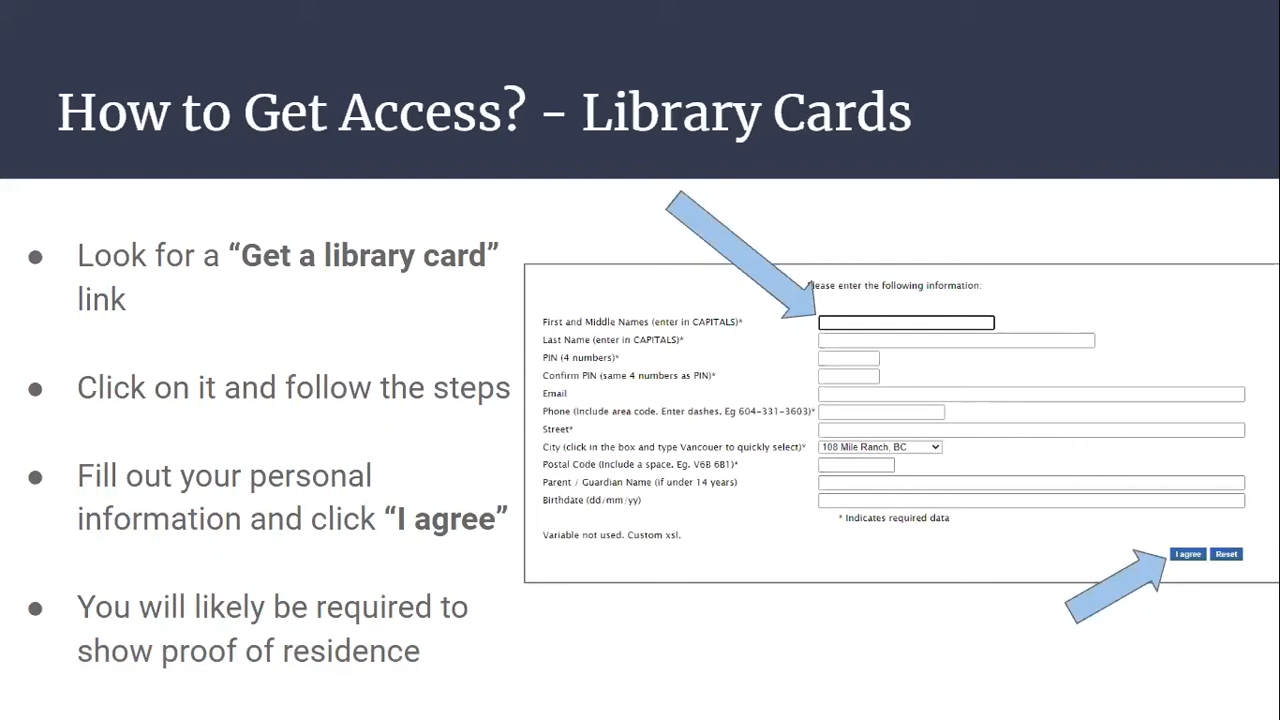 How to Get Access? - Library Cards
● Look for a “Get a library card”
link
● Click on it and follow the steps
● Fill out your personal
information and click “I agree”
● You will likely be required to
show proof of residence
Please enter the following information:
First and Middle Names (enter in CAPITALS)*
Last Name (enter in CAPITALS)*
PIN (4 numbers)*
Confirm PIN (same 4 numbers as PIN)*
Email
Phone (Include area code. Enter dashes. Eg 604-331-3603)*
Street*
City (click in the box and type Vancouer to quickly select)* 108 Mile Ranch, BC
Postal Code (Include a space. Eg. V6B 6B1)*
Parent / Guardian Name (if under 14 years)
Birthdate (dd/mm/yy)
* Indicates required data
Variable not used. Custom xsl.
I agree Reset